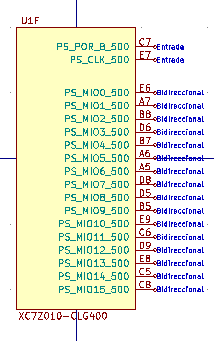 U1F
PS_POR_B_500 C7 Entrada
PS_CLK_500 E7 Entrada
PS_MIO0_500 E6 Bidireccional
PS_MIO1_500 A7 Bidireccional
PS_MIO2_500 B8 Bidireccional
PS_MIO3_500 D6 Bidireccional
PS_MIO4_500 B7 Bidireccional
PS_MIO5_500 A6 Bidireccional
PS_MIO6_500 A5 Bidireccional
PS_MIO7_500 D8 Bidireccional
PS_MIO8_500 D5 Bidireccional
PS_MIO9_500 B5 Bidireccional
PS_MIO10_500 E9 Bidireccional
PS_MIO11_500 C6 Bidireccional
PS_MIO12_500 D9 Bidireccional
PS_MIO13_500 E8 Bidireccional
PS_MIO14_500 C5 Bidireccional
PS_MIO15_500 C8 Bidireccional
XC7Z010-CLG400